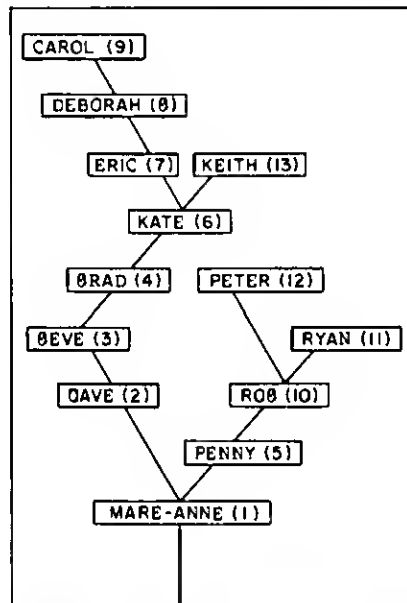 CAROL (9)
DEBORAH (8)
ERIC (7) KEITH (13)
KATE (6)
BRAD (4) PETER (12)
BEVE (3) RYAN (11)
DAVE (2) ROB (10)
PENNY (5)
MARE-ANNE (1)